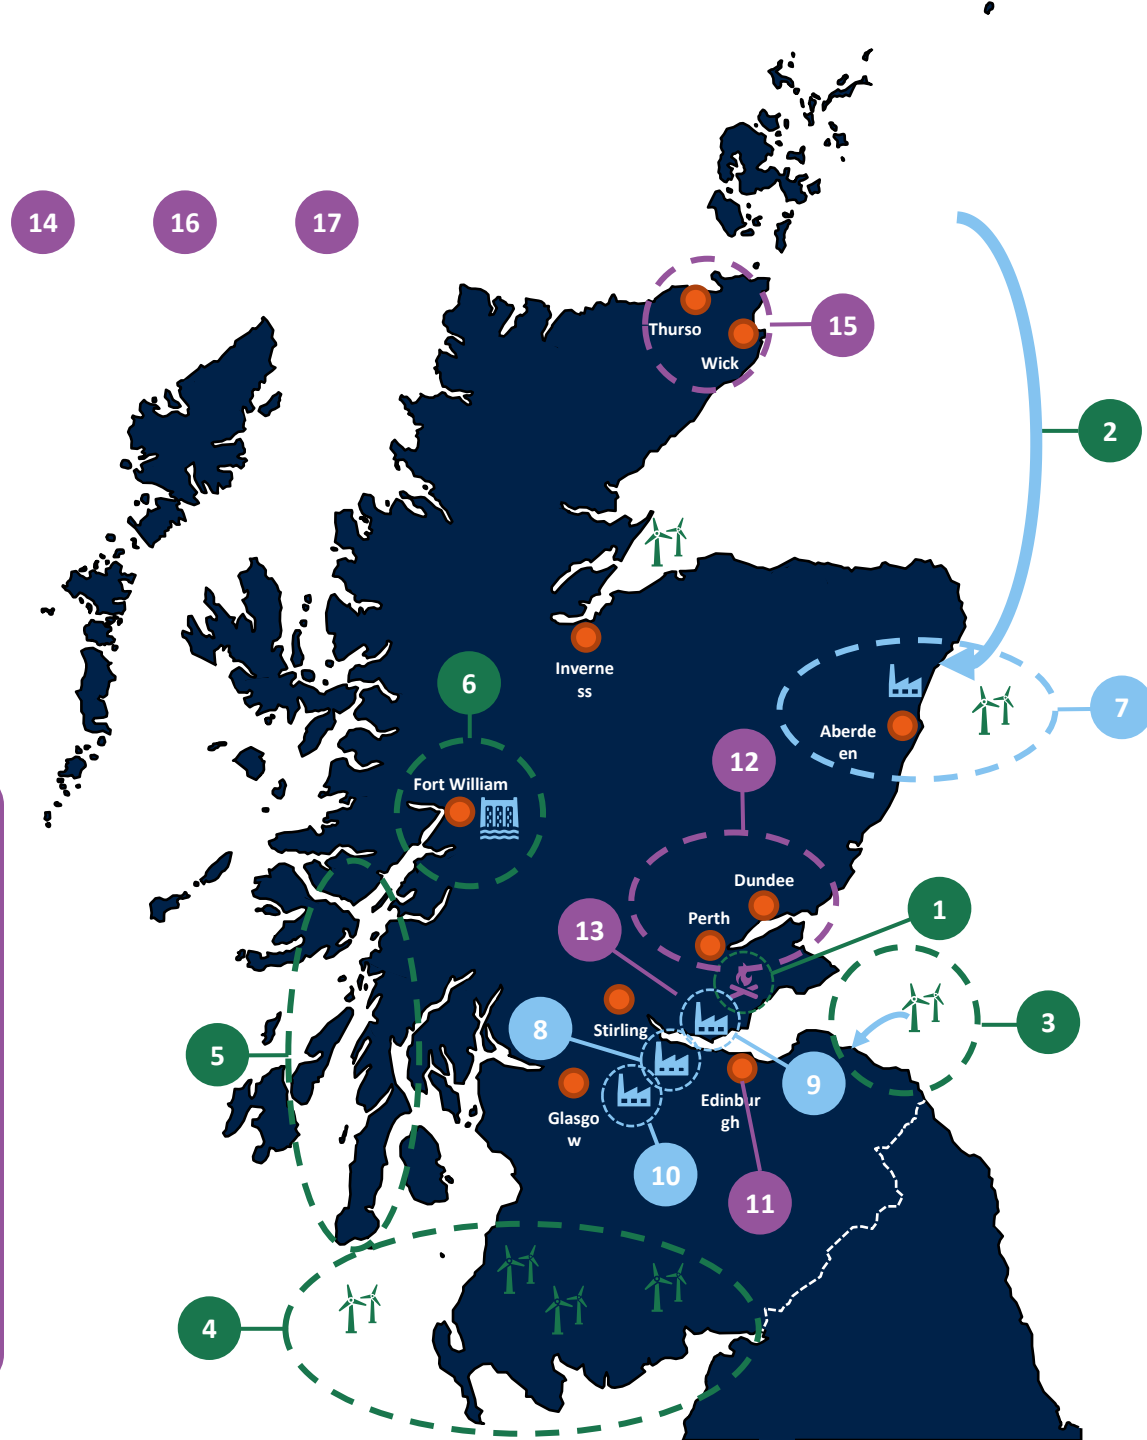 14
16
17
Thurso
15
Wick
2
Inverne
ss
6
7
Aberde
en
12
Fort William
Dundee
1
Perth
13
Stirling
8
3
5
9
Edinbur
gh
Glasgo
w
10
11
4